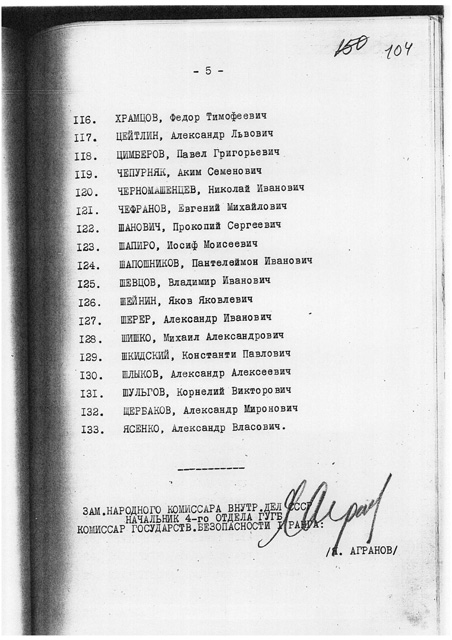 150 104
- 5 -
II6. ХРАМЦОВ, Федор Тимофеевич
II7. ЦЕЙТЛИН, Александр Львович
II8. ЦИМБЕРОВ, Павел Григорьевич
II9. ЧЕПУРНЯК, Аким Семенович
I20. ЧЕРНОМАШЕНЦЕВ, Николай Иванович
I2I. ЧЕФРАНОВ, Евгений Михайлович
I22. ШАНОВИЧ, Прокопий Сергеевич
I23. ШАПИРО, Иосиф Моисеевич
I24. ШАПОШНИКОВ, Пантелеймон Иванович
I25. ШЕВЦОВ, Владимир Иванович
I26. ШЕЙНИН, Яков Яковлевич
I27. ШЕРЕР, Александр Иванович
I28. ШИШКО, Михаил Александрович
I29. ШКИДСКИЙ, Константи Павлович
I30. ШЛЫКОВ, Александр Алексеевич
I3I. ШУЛЬГОВ, Корнелий Викторович
I32. ЩЕРБАКОВ, Александр Миронович
I33. ЯСЕНКО, Александр Власович.
ЗАМ.НАРОДНОГО КОМИССАРА ВНУТР.ДЕЛ СССР
НАЧАЛЬНИК 4-го ОТДЕЛА ГУГБ
КОМИССАР ГОСУДАРСТВ.БЕЗОПАСНОСТИ I РАНГА:
/Я. АГРАНОВ/